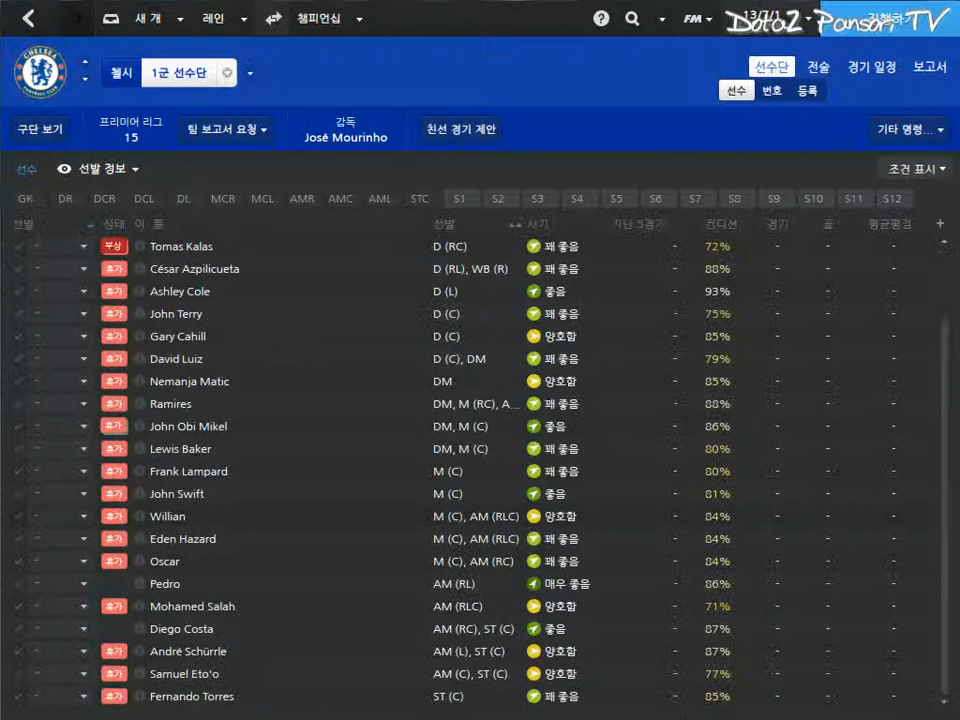 새 개 레인 챔피언십 FM 13/7/1
Dota2 Pansori TV
CHELSEA
첼시 1군 선수단 선수단 전술 경기 일정 보고서
선수 번호 등록
구단 보기 프리미어 리그 15 팀 보고서 요청 감독 José Mourinho 친선 경기 제안 기타 명령...
선수 선발 정보 조건 표시
GK DR DCR DCL DL MCR MCL AMR AMC AML STC S1 S2 S3 S4 S5 S6 S7 S8 S9 S10 S11 S12
선발 상태 이 름 선발 사기 지난 5경기 컨디션 경기 골 평균평점 +
- 부상 Tomas Kalas D (RC) 꽤 좋음 - 72% - - -
- 휴가 César Azpilicueta D (RL), WB (R) 꽤 좋음 - 88% - - -
- 휴가 Ashley Cole D (L) 좋음 - 93% - - -
- 휴가 John Terry D (C) 꽤 좋음 - 75% - - -
- 휴가 Gary Cahill D (C) 양호함 - 85% - - -
- 휴가 David Luiz D (C), DM 꽤 좋음 - 79% - - -
- 휴가 Nemanja Matic DM 양호함 - 85% - - -
- 휴가 Ramires DM, M (RC), A... 꽤 좋음 - 88% - - -
- 휴가 John Obi Mikel DM, M (C) 좋음 - 86% - - -
- 휴가 Lewis Baker DM, M (C) 꽤 좋음 - 80% - - -
- 휴가 Frank Lampard M (C) 꽤 좋음 - 80% - - -
- 휴가 John Swift M (C) 좋음 - 81% - - -
- 휴가 Willian M (C), AM (RLC) 양호함 - 84% - - -
- 휴가 Eden Hazard M (C), AM (RLC) 꽤 좋음 - 84% - - -
- 휴가 Oscar M (C), AM (RC) 꽤 좋음 - 84% - - -
- Pedro AM (RL) 매우 좋음 - 86% - - -
- 휴가 Mohamed Salah AM (RLC) 양호함 - 71% - - -
- Diego Costa AM (RC), ST (C) 좋음 - 87% - - -
- 휴가 André Schürrle AM (L), ST (C) 양호함 - 87% - - -
- 휴가 Samuel Eto'o AM (C), ST (C) 양호함 - 77% - - -
- 휴가 Fernando Torres ST (C) 꽤 좋음 - 85% - - -